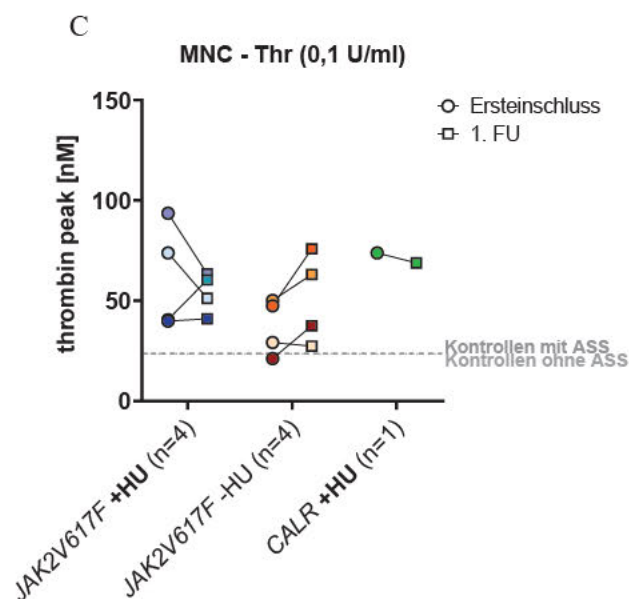 C
MNC - Thr (0,1 U/ml)
thrombin peak [nM]
150
100
50
0
Ersteinschluss
1. FU
Kontrollen mit ASS
Kontrollen ohne ASS
JAK2V617F +HU (n=4)
JAK2V617F -HU (n=4)
CALR +HU (n=1)